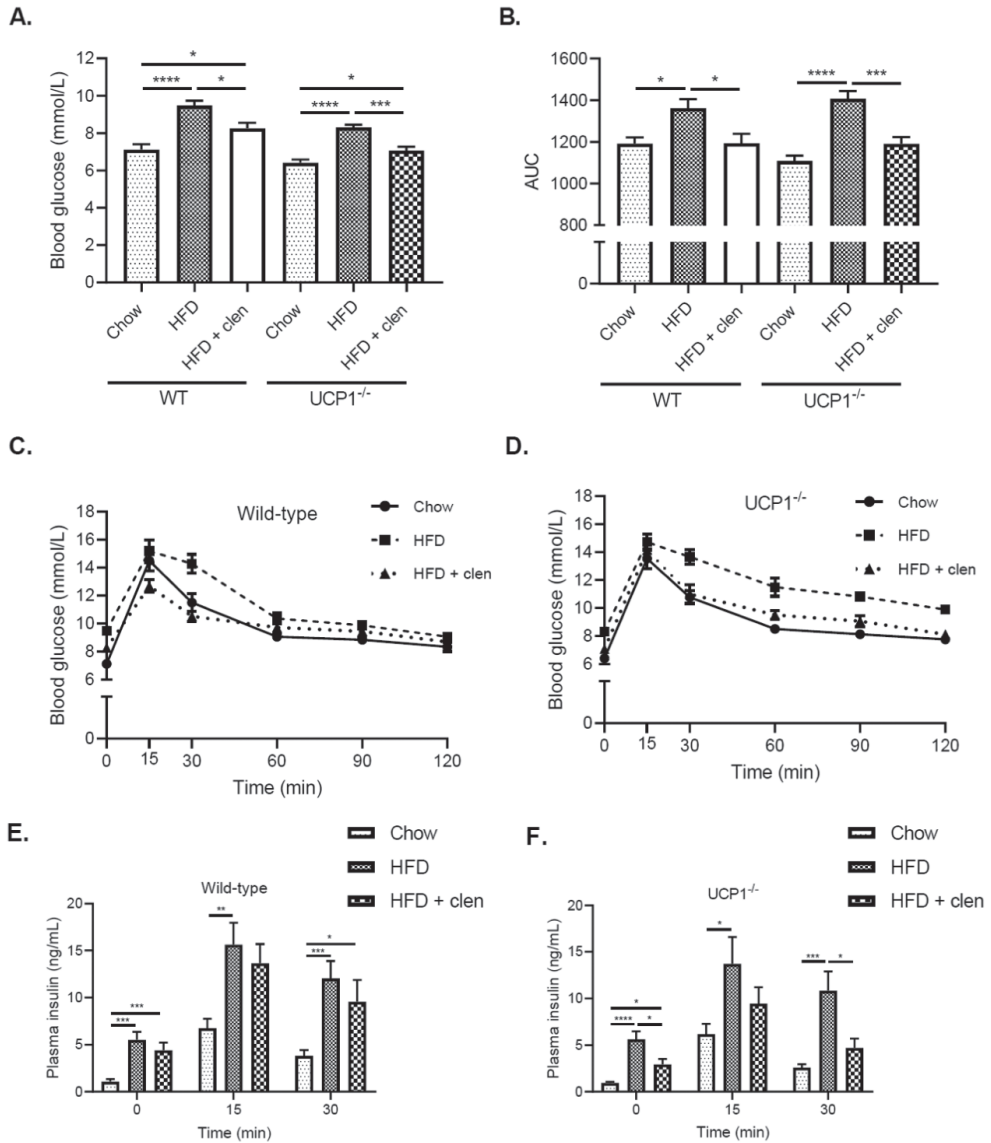 A.
*
**** *
*
**** ***
Blood glucose (mmol/L)
12
10
8
6
4
2
0
Chow HFD HFD + clen Chow HFD HFD + clen
WT UCP1-/-
B.
* *
**** ***
AUC
1600
1400
1200
1000
800
0
Chow HFD HFD + clen Chow HFD HFD + clen
WT UCP1-/-
C.
Wild-type
Chow
HFD
HFD + clen
Blood glucose (mmol/L)
18
16
14
12
10
8
6
0
0 15 30 60 90 120
Time (min)
D.
UCP1-/-
Chow
HFD
HFD + clen
Blood glucose (mmol/L)
18
16
14
12
10
8
6
0
0 15 30 60 90 120
Time (min)
E.
Chow
HFD
HFD + clen
Wild-type
Plasma insulin (ng/mL)
20
15
10
5
0
***
***
**
*
***
0 15 30
Time (min)
F.
Chow
HFD
HFD + clen
UCP1-/-
Plasma insulin (ng/mL)
20
15
10
5
0
*
**** *
*
*** *
0 15 30
Time (min)